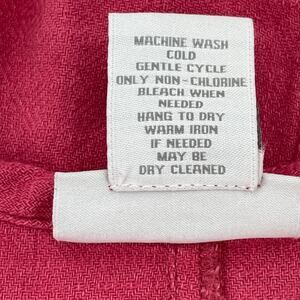 MACHINE WASH
COLD
GENTLE CYCLE
ONLY NON-CHLORINE
BLEACH WHEN
NEEDED
HANG TO DRY
WARM IRON
IF NEEDED
MAY BE
DRY CLEANED